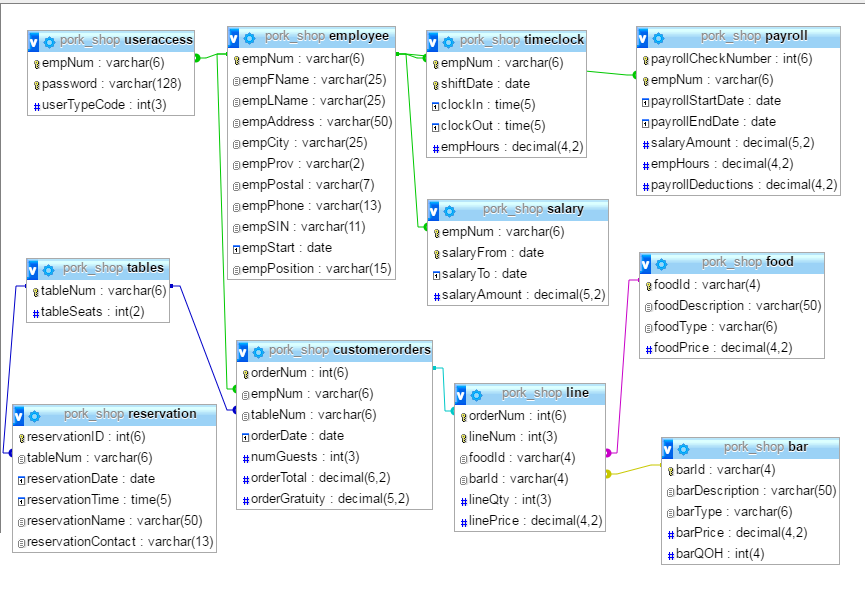 pork_shop useraccess
empNum : varchar(6)
password : varchar(128)
userTypeCode : int(3)
pork_shop employee
empNum : varchar(6)
empFName : varchar(25)
empLName : varchar(25)
empAddress : varchar(50)
empCity : varchar(25)
empProv : varchar(2)
empPostal : varchar(7)
empPhone : varchar(13)
empSIN : varchar(11)
empStart : date
empPosition : varchar(15)
pork_shop timeclock
empNum : varchar(6)
shiftDate : date
clockIn : time(5)
clockOut : time(5)
empHours : decimal(4,2)
pork_shop payroll
payrollCheckNumber : int(6)
empNum : varchar(6)
payrollStartDate : date
payrollEndDate : date
salaryAmount : decimal(5,2)
empHours : decimal(4,2)
payrollDeductions : decimal(4,2)
pork_shop salary
empNum : varchar(6)
salaryFrom : date
salaryTo : date
salaryAmount : decimal(5,2)
pork_shop tables
tableNum : varchar(6)
tableSeats : int(2)
pork_shop food
foodId : varchar(4)
foodDescription : varchar(50)
foodType : varchar(6)
foodPrice : decimal(4,2)
pork_shop customerorders
orderNum : int(6)
empNum : varchar(6)
tableNum : varchar(6)
orderDate : date
numGuests : int(3)
orderTotal : decimal(6,2)
orderGratuity : decimal(5,2)
pork_shop line
orderNum : int(6)
lineNum : int(3)
foodId : varchar(4)
barId : varchar(4)
lineQty : int(3)
linePrice : decimal(4,2)
pork_shop reservation
reservationID : int(6)
tableNum : varchar(6)
reservationDate : date
reservationTime : time(5)
reservationName : varchar(50)
reservationContact : varchar(13)
pork_shop bar
barId : varchar(4)
barDescription : varchar(50)
barType : varchar(6)
barPrice : decimal(4,2)
barQOH : int(4)